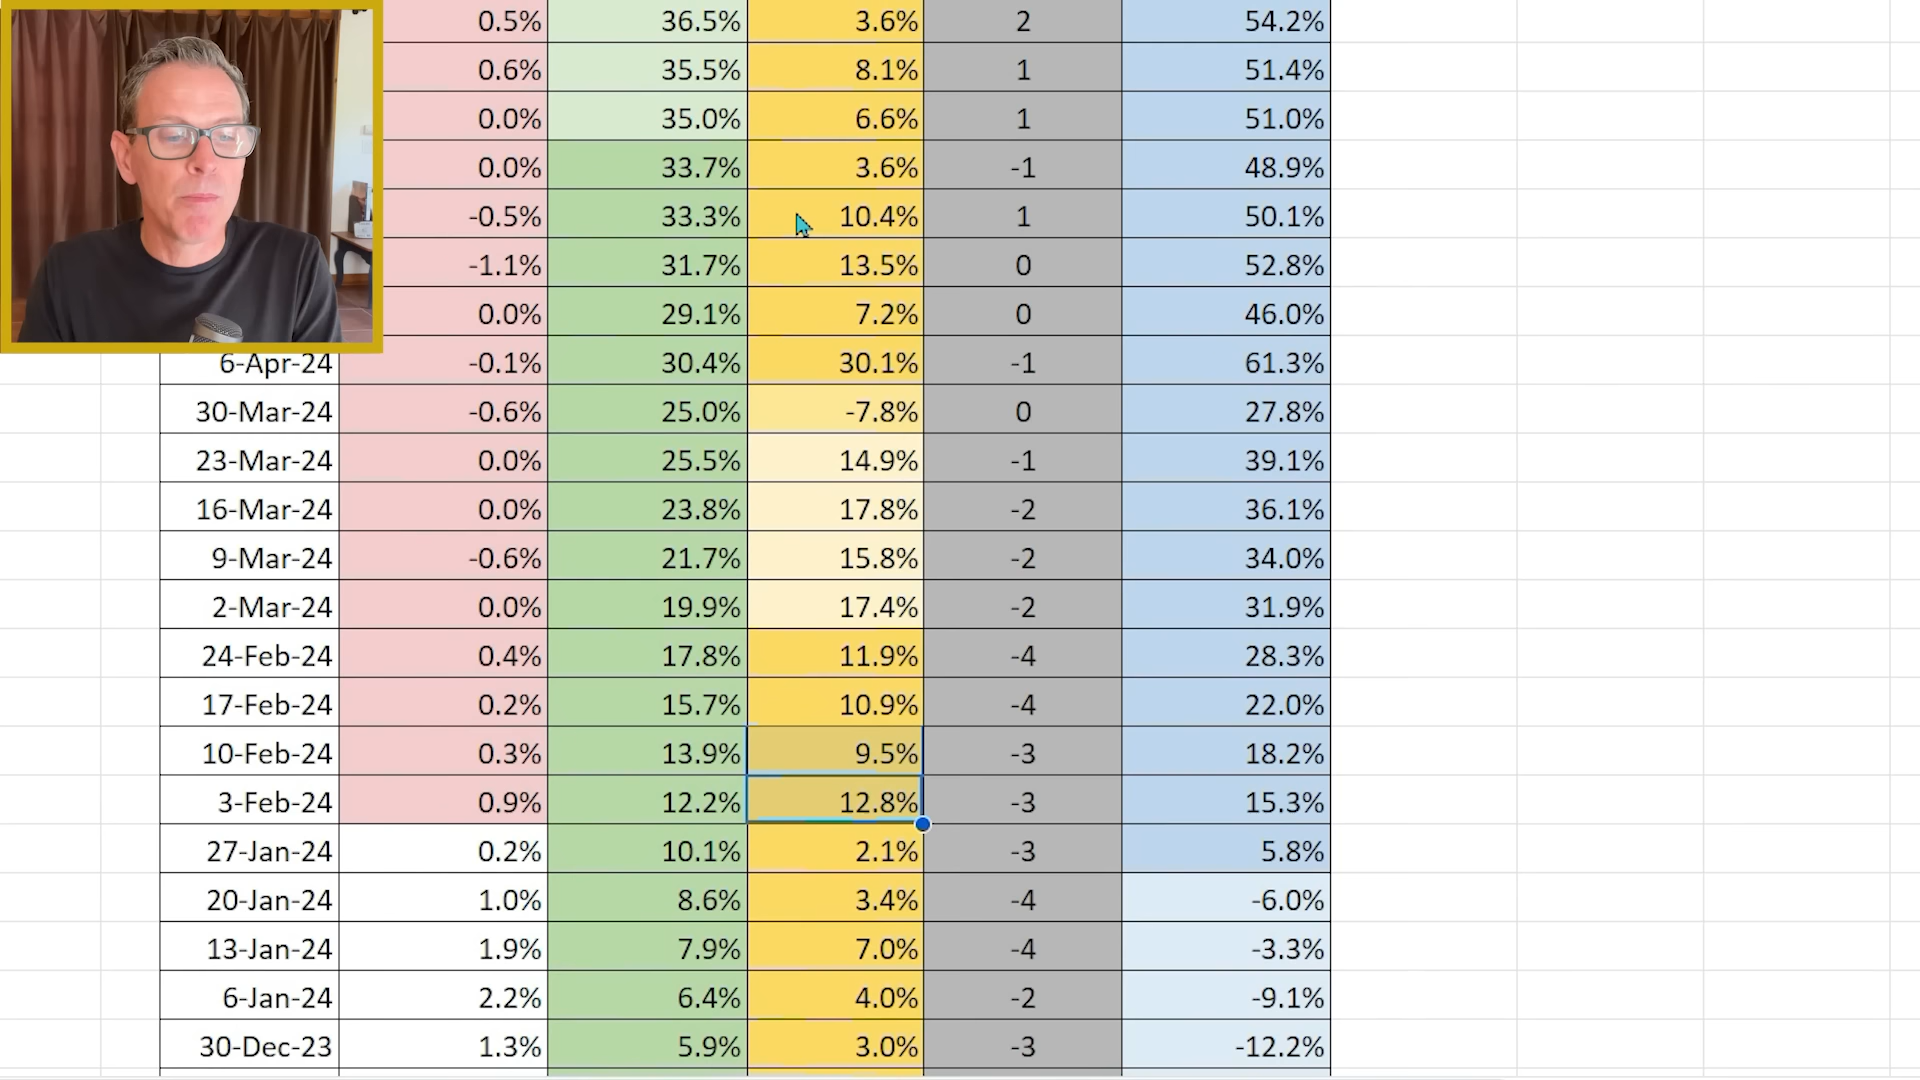 0.5% 36.5% 3.6% 2 54.2%
0.6% 35.5% 8.1% 1 51.4%
0.0% 35.0% 6.6% 1 51.0%
0.0% 33.7% 3.6% -1 48.9%
-0.5% 33.3% 10.4% 1 50.1%
-1.1% 31.7% 13.5% 0 52.8%
0.0% 29.1% 7.2% 0 46.0%
6-Apr-24 -0.1% 30.4% 30.1% -1 61.3%
30-Mar-24 -0.6% 25.0% -7.8% 0 27.8%
23-Mar-24 0.0% 25.5% 14.9% -1 39.1%
16-Mar-24 0.0% 23.8% 17.8% -2 36.1%
9-Mar-24 -0.6% 21.7% 15.8% -2 34.0%
2-Mar-24 0.0% 19.9% 17.4% -2 31.9%
24-Feb-24 0.4% 17.8% 11.9% -4 28.3%
17-Feb-24 0.2% 15.7% 10.9% -4 22.0%
10-Feb-24 0.3% 13.9% 9.5% -3 18.2%
3-Feb-24 0.9% 12.2% 12.8% -3 15.3%
27-Jan-24 0.2% 10.1% 2.1% -3 5.8%
20-Jan-24 1.0% 8.6% 3.4% -4 -6.0%
13-Jan-24 1.9% 7.9% 7.0% -4 -3.3%
6-Jan-24 2.2% 6.4% 4.0% -2 -9.1%
30-Dec-23 1.3% 5.9% 3.0% -3 -12.2%